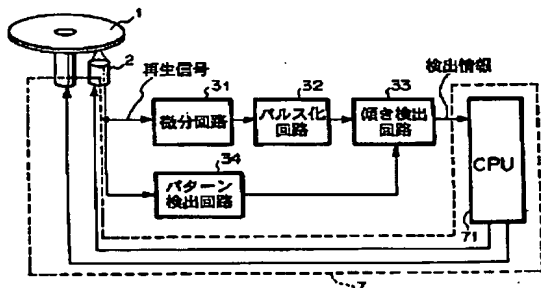 1
2
再生信号
31
微分回路
32
パルス化
回路
33
傾き検出
回路
検出情報
CPU
71
34
パターン
検出回路
7